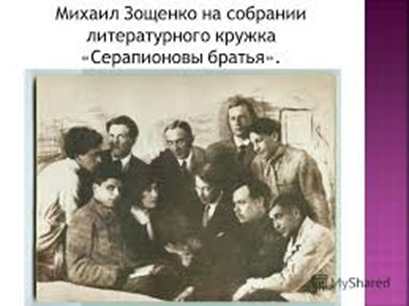 Михаил Зощенко на собрании
литературного кружка
«Серапионовы братья».
MyShared